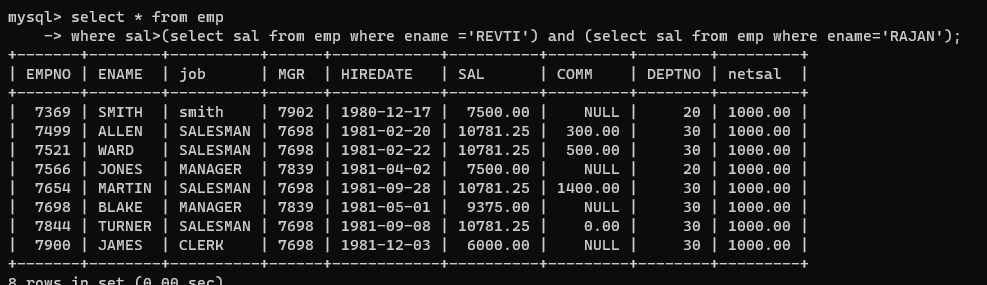 mysql> select * from emp
    -> where sal>(select sal from emp where ename ='REVTI') and (select sal from emp where ename='RAJAN');
+-------+--------+----------+------+------------+----------+---------+--------+---------+
| EMPNO | ENAME  | job      | MGR  | HIREDATE   | SAL      | COMM    | DEPTNO | netsal  |
+-------+--------+----------+------+------------+----------+---------+--------+---------+
|  7369 | SMITH  | smith    | 7902 | 1980-12-17 |  7500.00 |    NULL |     20 | 1000.00 |
|  7499 | ALLEN  | SALESMAN | 7698 | 1981-02-20 | 10781.25 |  300.00 |     30 | 1000.00 |
|  7521 | WARD   | SALESMAN | 7698 | 1981-02-22 | 10781.25 |  500.00 |     30 | 1000.00 |
|  7566 | JONES  | MANAGER  | 7839 | 1981-04-02 |  7500.00 |    NULL |     20 | 1000.00 |
|  7654 | MARTIN | SALESMAN | 7698 | 1981-09-28 | 10781.25 | 1400.00 |     30 | 1000.00 |
|  7698 | BLAKE  | MANAGER  | 7839 | 1981-05-01 |  9375.00 |    NULL |     30 | 1000.00 |
|  7844 | TURNER | SALESMAN | 7698 | 1981-09-08 | 10781.25 |    0.00 |     30 | 1000.00 |
|  7900 | JAMES  | CLERK    | 7698 | 1981-12-03 |  6000.00 |    NULL |     30 | 1000.00 |
+-------+--------+----------+------+------------+----------+---------+--------+---------+
8 rows in set (0.00 sec)